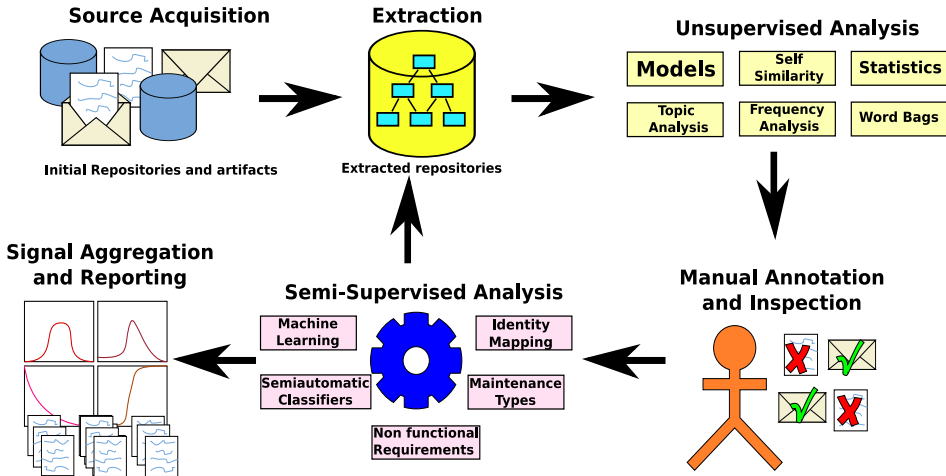 Source Acquisition
Initial Repositories and artifacts
Extraction
Extracted repositories
Unsupervised Analysis
Models
Self
Similarity
Statistics
Topic
Analysis
Frequency
Analysis
Word Bags
Manual Annotation
and Inspection
Semi-Supervised Analysis
Machine
Learning
Identity
Mapping
Semiautomatic
Classifiers
Maintenance
Types
Non functional
Requirements
Signal Aggregation
and Reporting